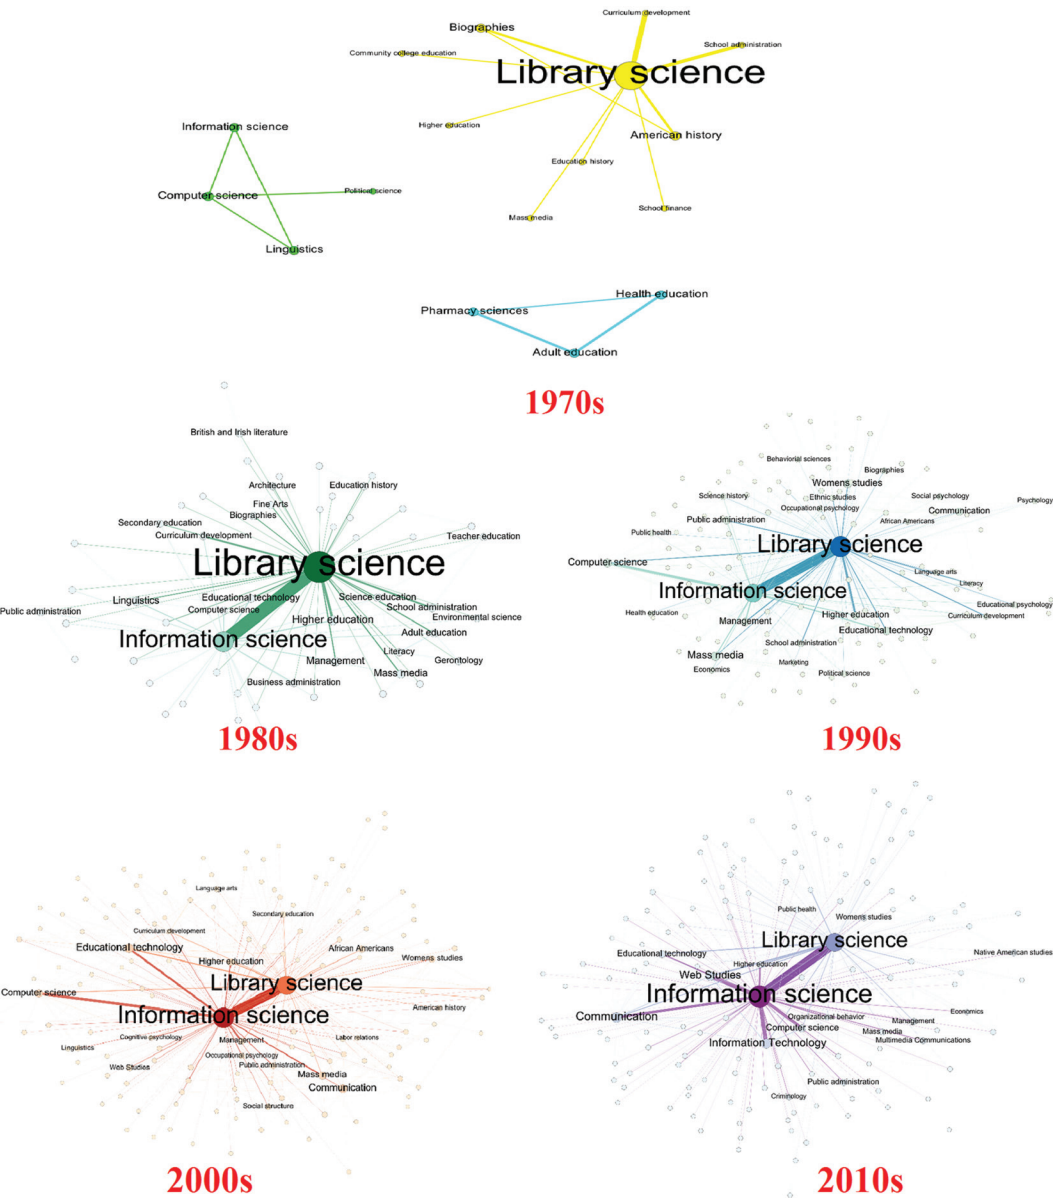 Curriculum development
Biographies
School administration
Community college education
Library science
Higher education
Information science
American history
Education history
Computer science
Political science
School finance
Mass media
Linguistics
Health education
Pharmacy sciences
Adult education
1970s
British and Irish literature
Architecture
Education history
Fine Arts
Biographies
Secondary education
Curriculum development
Teacher education
Library science
Educational technology
Science education
Linguistics
Computer science
School administration
Public administration
Higher education
Environmental science
Adult education
Information science
Literacy
Management
Gerontology
Mass media
Business administration
1980s
Behaviorial sciences
Biographies
Womens studies
Science history
Ethnic studies
Social psychology
Psychology
Occupational psychology
Communication
Public administration
African Americans
Public health
Library science
Computer science
Language arts
Literacy
Information science
Educational psychology
Health education
Higher education
Curriculum development
Management
Educational technology
School administration
Mass media
Marketing
Economics
Political science
1990s
Language arts
Secondary education
Curriculum development
Educational technology
African Americans
Higher education
Womens studies
Library science
Computer science
American history
Information science
Cognitive psychology
Management
Labor relations
Linguistics
Occupational psychology
Web Studies
Public administration
Mass media
Communication
Social structure
2000s
Public health
Womens studies
Library science
Educational technology
Native American studies
Higher education
Web Studies
Information science
Economics
Communication
Organizational behavior
Management
Computer science
Mass media
Multimedia Communications
Information Technology
Public administration
Criminology
2010s